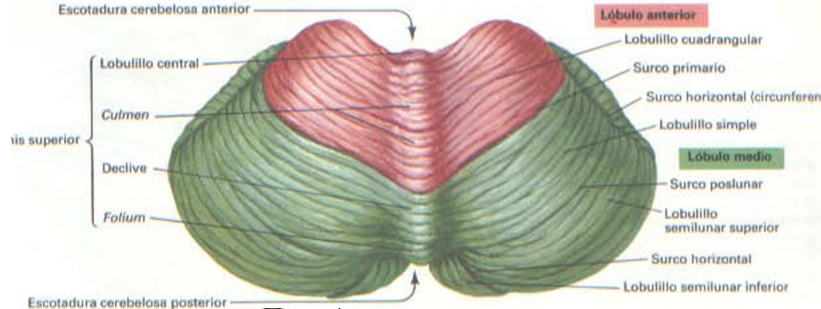 Escotadura cerebelosa anterior
Lobulillo central
Culmen
nis superior
Declive
Folium
Escotadura cerebelosa posterior
Lóbulo anterior
Lobulillo cuadrangular
Surco primario
Surco horizontal (circunferen
Lobulillo simple
Lóbulo medio
Surco poslunar
Lobulillo
semilunar superior
Surco horizontal
Lobulillo semilunar inferior